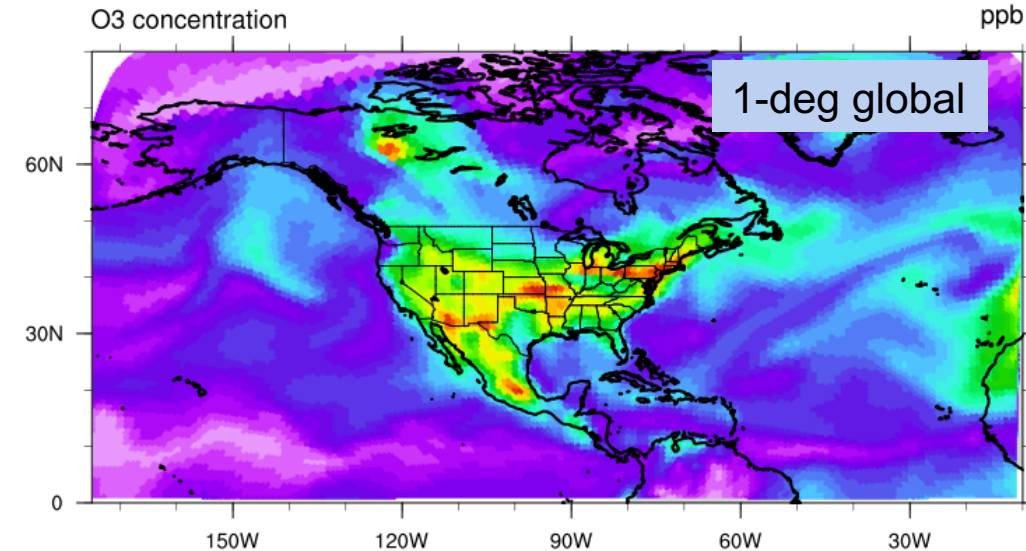 O3 concentration
ppb
1-deg global
60N
30N
0
150W
120W
90W
60W
30W